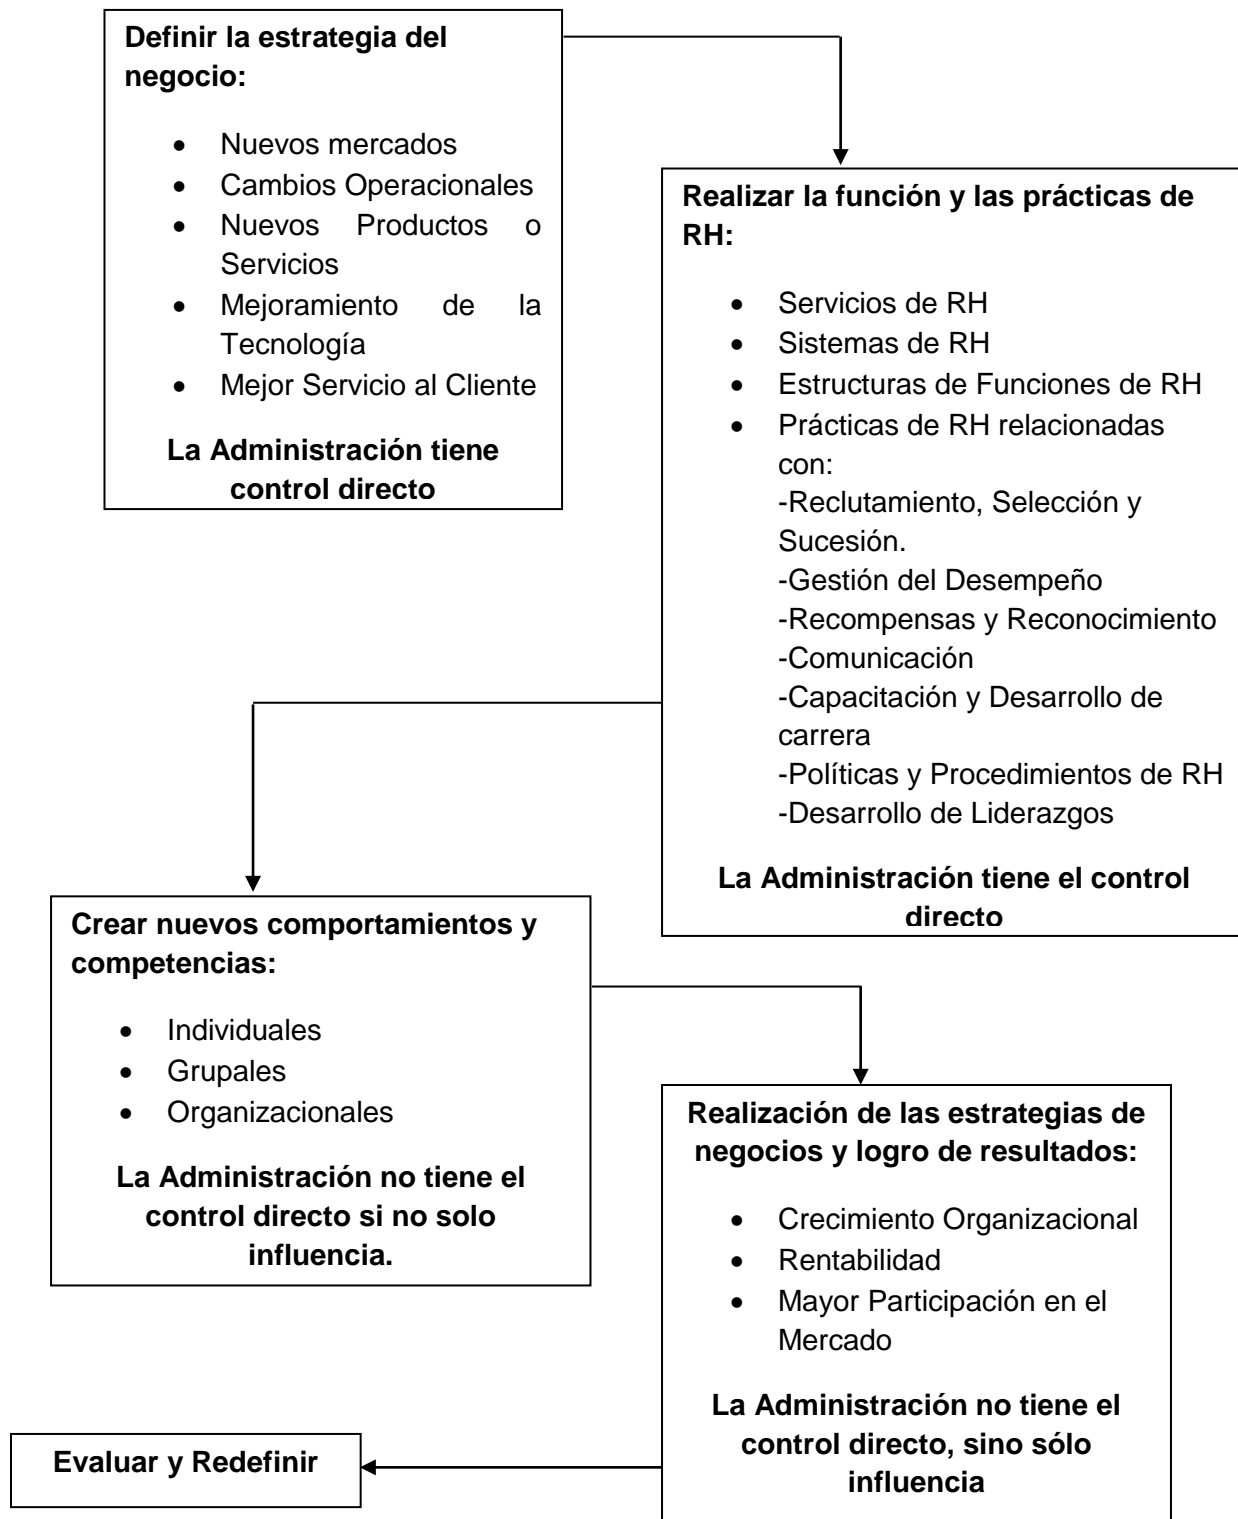 Definir la estrategia del
negocio:
• Nuevos mercados
• Cambios Operacionales
• Nuevos Productos o
Servicios
• Mejoramiento de la
Tecnología
• Mejor Servicio al Cliente
La Administración tiene
control directo
Realizar la función y las prácticas de
RH:
• Servicios de RH
• Sistemas de RH
• Estructuras de Funciones de RH
• Prácticas de RH relacionadas
con:
-Reclutamiento, Selección y
Sucesión.
-Gestión del Desempeño
-Recompensas y Reconocimiento
-Comunicación
-Capacitación y Desarrollo de
carrera
-Políticas y Procedimientos de RH
-Desarrollo de Liderazgos
La Administración tiene el control
directo
Crear nuevos comportamientos y
competencias:
• Individuales
• Grupales
• Organizacionales
La Administración no tiene el
control directo si no solo
influencia.
Realización de las estrategias de
negocios y logro de resultados:
• Crecimiento Organizacional
• Rentabilidad
• Mayor Participación en el
Mercado
La Administración no tiene el
control directo, sino sólo
influencia
Evaluar y Redefinir